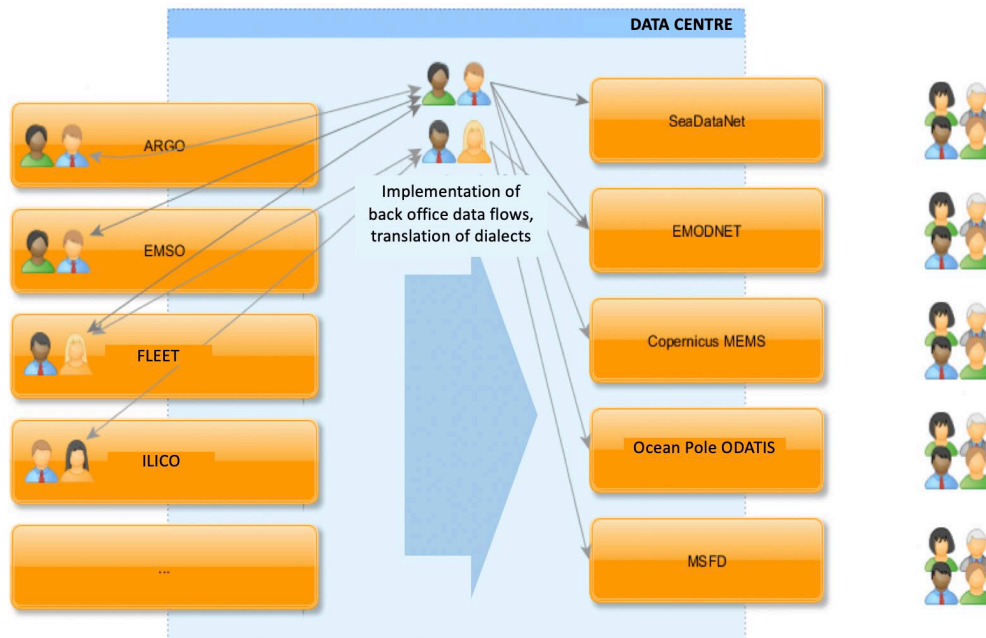 DATA CENTRE
ARGO
EMSO
FLEET
ILICO
...
Implementation of
back office data flows,
translation of dialects
SeaDataNet
EMODNET
Copernicus MEMS
Ocean Pole ODATIS
MSFD